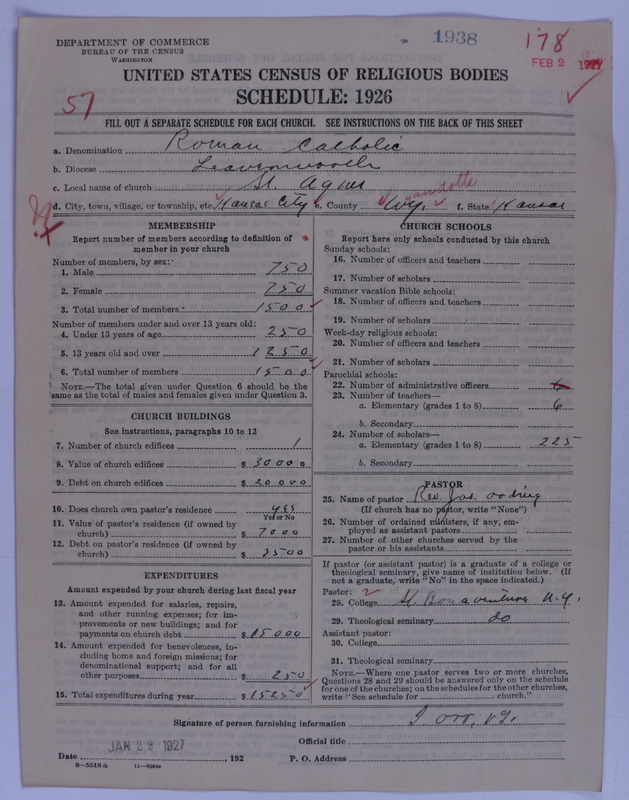 DEPARTMENT OF COMMERCE
BUREAU OF THE CENSUS
WASHINGTON
1938
178
FEB 2 1927
UNITED STATES CENSUS OF RELIGIOUS BODIES
SCHEDULE: 1926
57
FILL OUT A SEPARATE SCHEDULE FOR EACH CHURCH. SEE INSTRUCTIONS ON THE BACK OF THIS SHEET
a. Denomination Roman Catholic
b. Diocese Leavenworth
c. Local name of church St. Agnes
d. City, town, village, or township, etc. Kansas City e. County Wyandotte Wy. f. State Kansas
MEMBERSHIP
Report number of members according to definition of
member in your church
Number of members, by sex:
1. Male 750
2. Female 750
3. Total number of members 1500
Number of members under and over 13 years old:
4. Under 13 years of age 250
5. 13 years old and over 1250
6. Total number of members 1500
NOTE.—The total given under Question 6 should be the
same as the total of males and females given under Question 3.
CHURCH BUILDINGS
See instructions, paragraphs 10 to 12
7. Number of church edifices 1
8. Value of church edifices $ 30000
9. Debt on church edifices $ 20000
10. Does church own pastor's residence yes
Yes or No
11. Value of pastor's residence (if owned by
church) $ 7000
12. Debt on pastor's residence (if owned by
church) $ 3500
EXPENDITURES
Amount expended by your church during last fiscal year
13. Amount expended for salaries, repairs,
and other running expenses; for im-
provements or new buildings; and for
payments on church debt $ 15000
14. Amount expended for benevolences, in-
cluding home and foreign missions; for
denominational support; and for all
other purposes $ 250
15. Total expenditures during year $ 15250
CHURCH SCHOOLS
Report here only schools conducted by this church
Sunday schools:
16. Number of officers and teachers
17. Number of scholars
Summer vacation Bible schools:
18. Number of officers and teachers
19. Number of scholars
Week-day religious schools:
20. Number of officers and teachers
21. Number of scholars
Parochial schools:
22. Number of administrative officers 6
23. Number of teachers—
a. Elementary (grades 1 to 8) 6
b. Secondary
24. Number of scholars—
a. Elementary (grades 1 to 8) 225
b. Secondary
PASTOR
25. Name of pastor Rev. Jos.
(If church has no pastor, write "None")
26. Number of ordained ministers, if any, em-
ployed as assistant pastors
27. Number of other churches served by the
pastor or his assistants
If pastor (or assistant pastor) is a graduate of a college or
theological seminary, give name of institution below. (If
not a graduate, write "No" in the space indicated.)
Pastor: 2
28. College St. Bonaventure N.Y.
29. Theological seminary do
Assistant pastor:
30. College
31. Theological seminary
NOTE.—Where one pastor serves two or more churches,
Questions 28 and 29 should be answered only on the schedule
for one of the churches; on the schedules for the other churches,
write "See schedule for church."
Signature of person furnishing information
Official title
Date JAN 29 1927, 192 P. O. Address
8-5518a